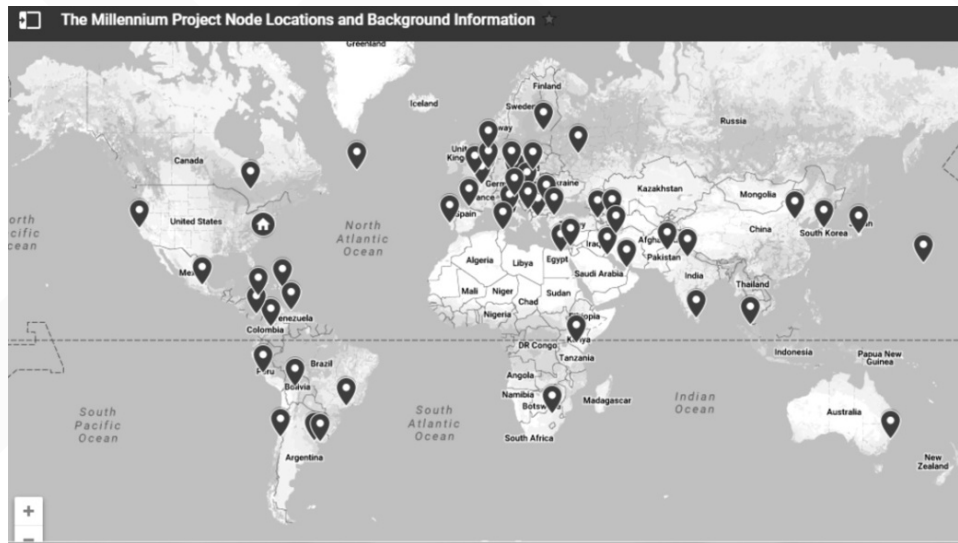 The Millennium Project Node Locations and Background Information
Greenland
Iceland
Finland
Sweden
Russia
Canada
Kazakhstan
Mongolia
United States
North
Atlantic
Ocean
China
South Korea
Algeria
Libya
Egypt
Saudi Arabia
Pakistan
India
Mali
Niger
Chad
Sudan
Thailand
Nigeria
Colombia
DR Congo
Tanzania
Indonesia
Papua New
Guinea
Brazil
Bolivia
Angola
Namibia
Madagascar
Indian
Ocean
South
Pacific
Ocean
South
Atlantic
Ocean
Australia
South Africa
Argentina
New
Zealand
+
−